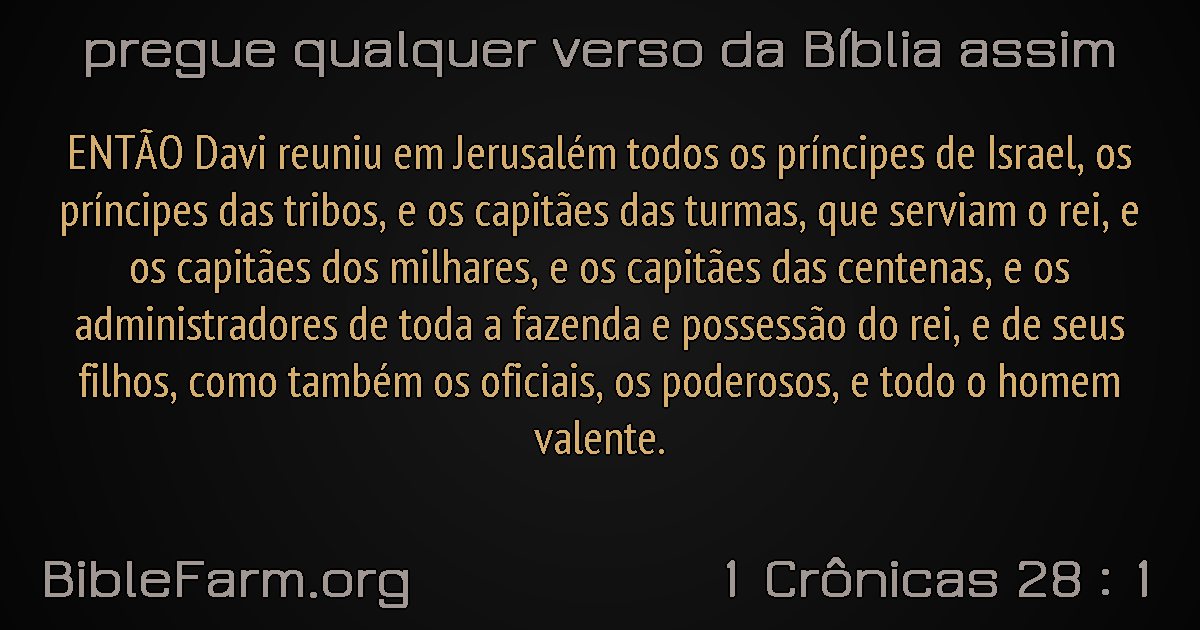 pregue qualquer verso da Bíblia assim
ENTÃO Davi reuniu em Jerusalém todos os príncipes de Israel, os
príncipes das tribos, e os capitães das turmas, que serviam o rei, e
os capitães dos milhares, e os capitães das centenas, e os
administradores de toda a fazenda e possessão do rei, e de seus
filhos, como também os oficiais, os poderosos, e todo o homem
valente.
BibleFarm.org
1 Crônicas 28 : 1